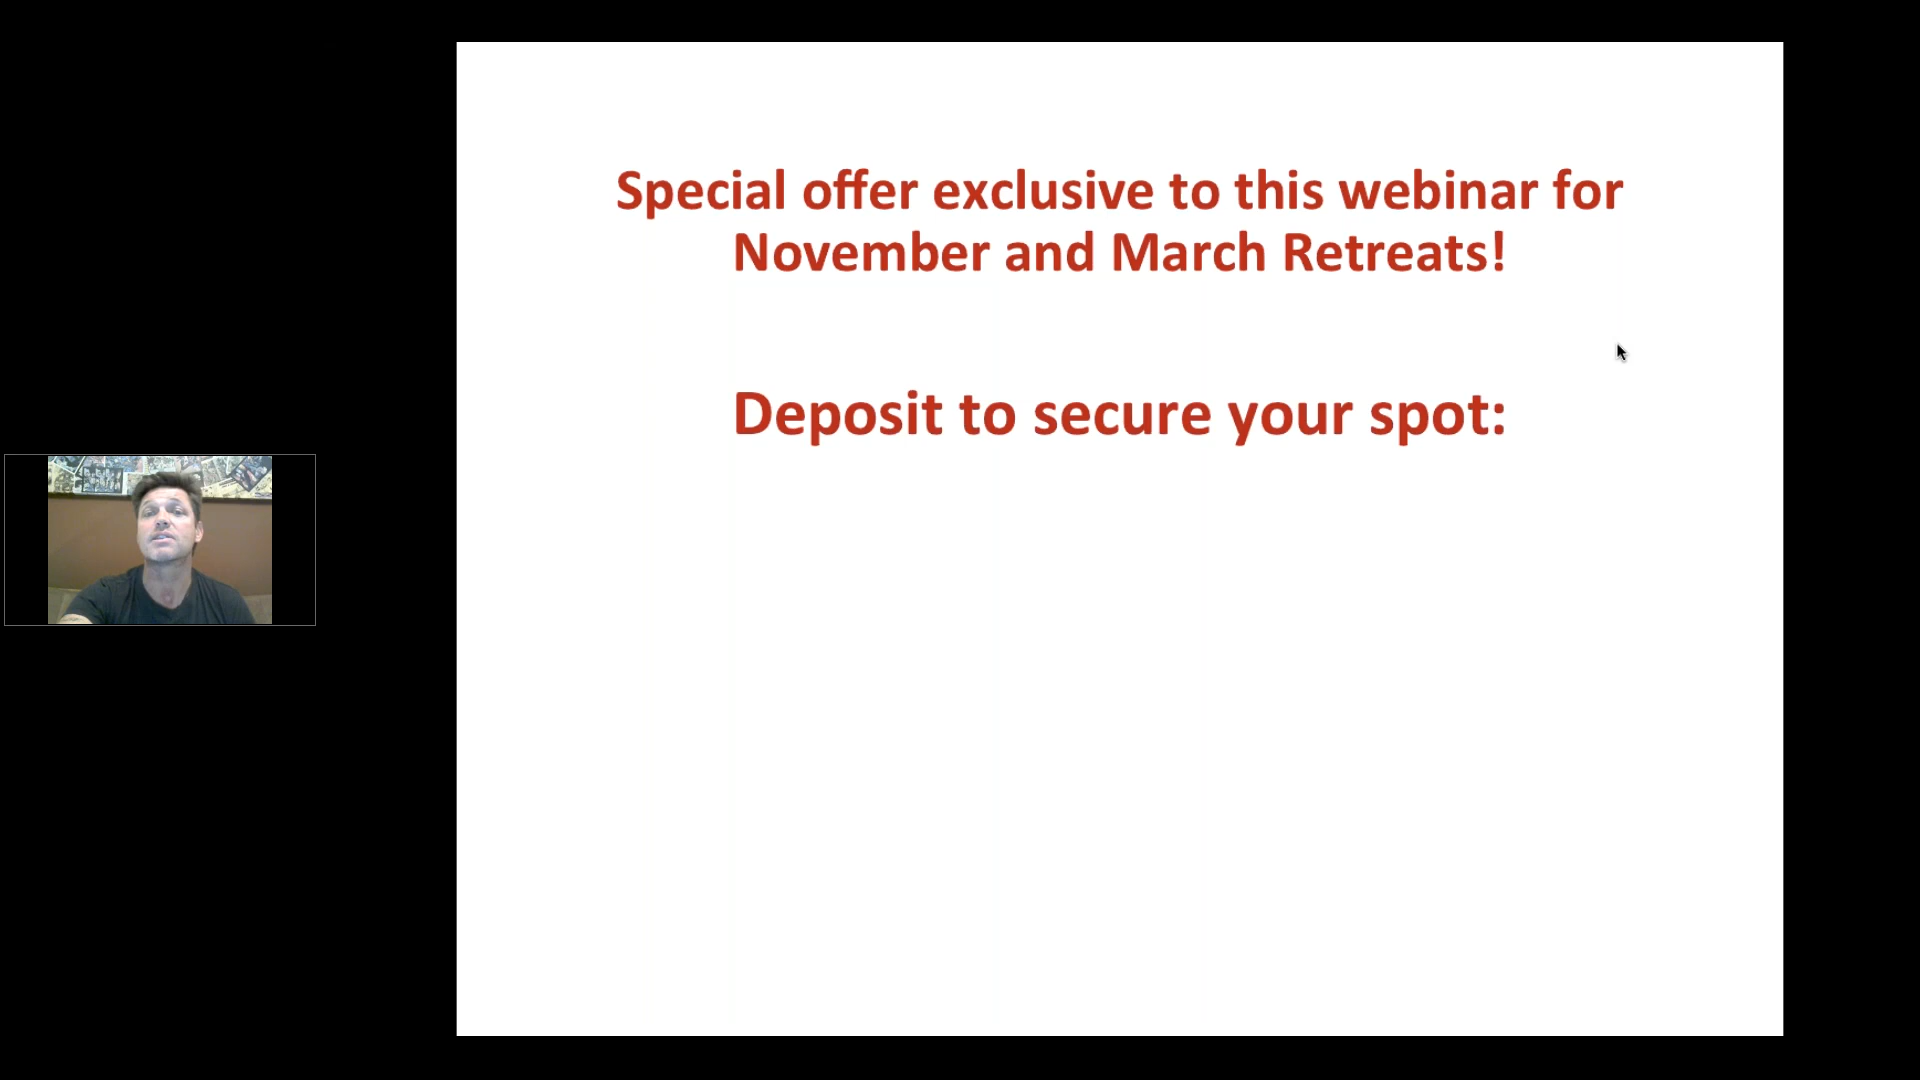 Special offer exclusive to this webinar for
November and March Retreats!
Deposit to secure your spot: